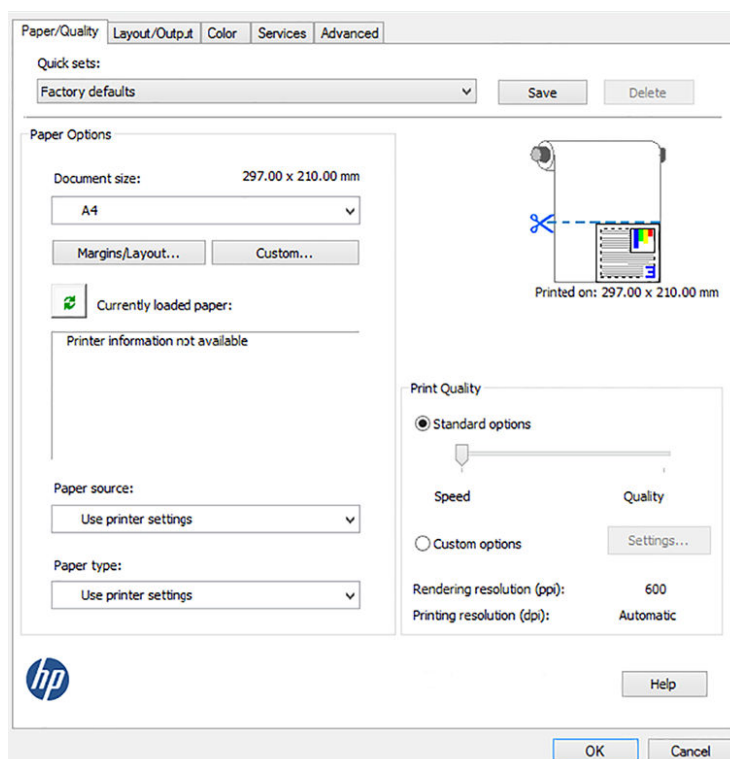 Paper/Quality Layout/Output Color Services Advanced
Quick sets:
Factory defaults
Save Delete
Paper Options
Document size: 297.00 x 210.00 mm
A4
Margins/Layout... Custom...
Currently loaded paper:
Printer information not available
Printed on: 297.00 x 210.00 mm
Print Quality
Standard options
Speed Quality
Custom options Settings...
Rendering resolution (ppi): 600
Printing resolution (dpi): Automatic
Paper source:
Use printer settings
Paper type:
Use printer settings
hp
Help
OK Cancel